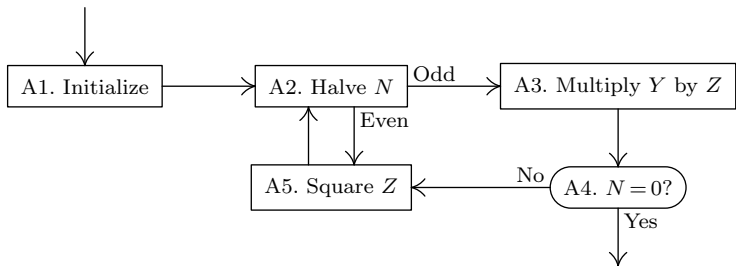 A1. Initialize
A2. Halve N
Odd
A3. Multiply Y by Z
Even
A5. Square Z
No
A4. N = 0?
Yes